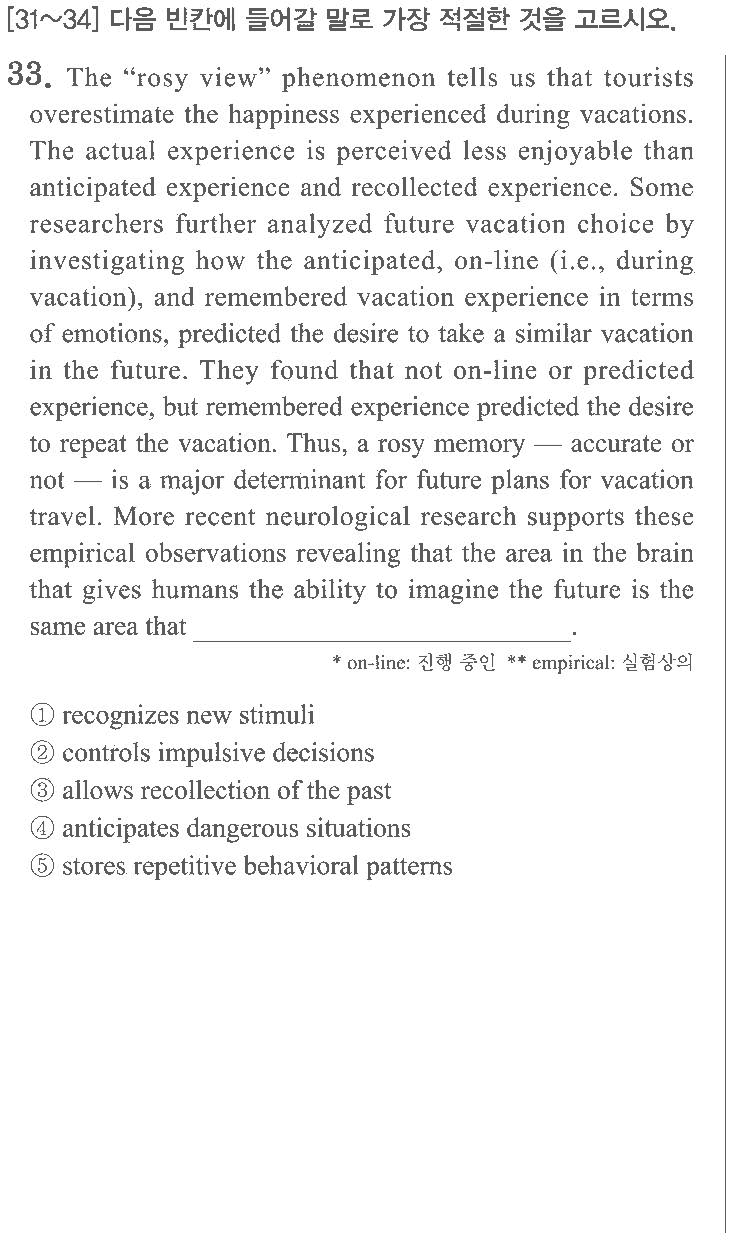 [31～34] 다음 빈칸에 들어갈 말로 가장 적절한 것을 고르시오.
33. The “rosy view” phenomenon tells us that tourists
overestimate the happiness experienced during vacations.
The actual experience is perceived less enjoyable than
anticipated experience and recollected experience. Some
researchers further analyzed future vacation choice by
investigating how the anticipated, on-line (i.e., during
vacation), and remembered vacation experience in terms
of emotions, predicted the desire to take a similar vacation
in the future. They found that not on-line or predicted
experience, but remembered experience predicted the desire
to repeat the vacation. Thus, a rosy memory — accurate or
not — is a major determinant for future plans for vacation
travel. More recent neurological research supports these
empirical observations revealing that the area in the brain
that gives humans the ability to imagine the future is the
same area that ______________________________.
* on-line: 진행 중인 ** empirical: 실험상의
① recognizes new stimuli
② controls impulsive decisions
③ allows recollection of the past
④ anticipates dangerous situations
⑤ stores repetitive behavioral patterns